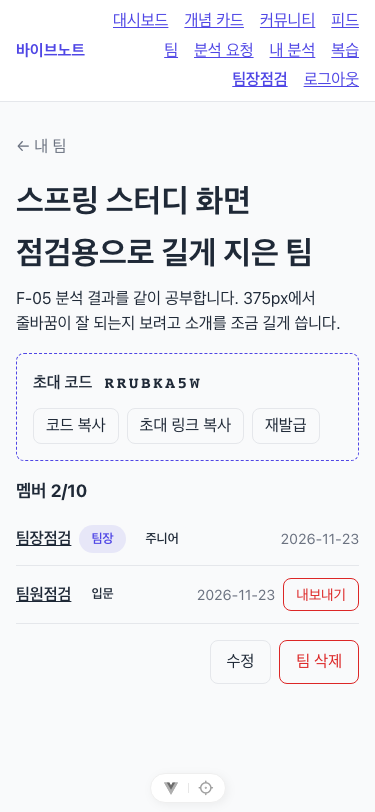 대시보드 개념 카드 커뮤니티 피드
바이브노트 팀 분석 요청 내 분석 복습
팀장점검 로그아웃
← 내 팀
스프링 스터디 화면
점검용으로 길게 지은 팀
F-05 분석 결과를 같이 공부합니다. 375px에서
줄바꿈이 잘 되는지 보려고 소개를 조금 길게 씁니다.
초대 코드 RRUBKA5W
코드 복사 초대 링크 복사 재발급
멤버 2/10
팀장점검 팀장 주니어 2026-11-23
팀원점검 입문 2026-11-23 내보내기
수정 팀 삭제